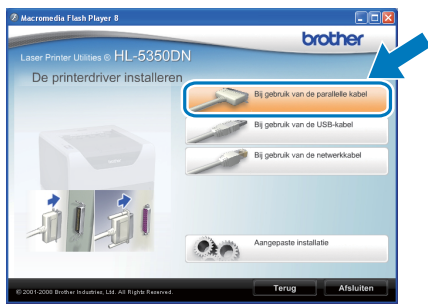 Macromedia Flash Player 8
brother
Laser Printer Utilities © HL-5350DN
De printerdriver installeren
Bij gebruik van de parallelle kabel
Bij gebruik van de USB-kabel
Bij gebruik van de netwerkkabel
Aangepaste installatie
© 2001-2008 Brother Industries, Ltd. All Rights Reserved.
Terug
Afsluiten